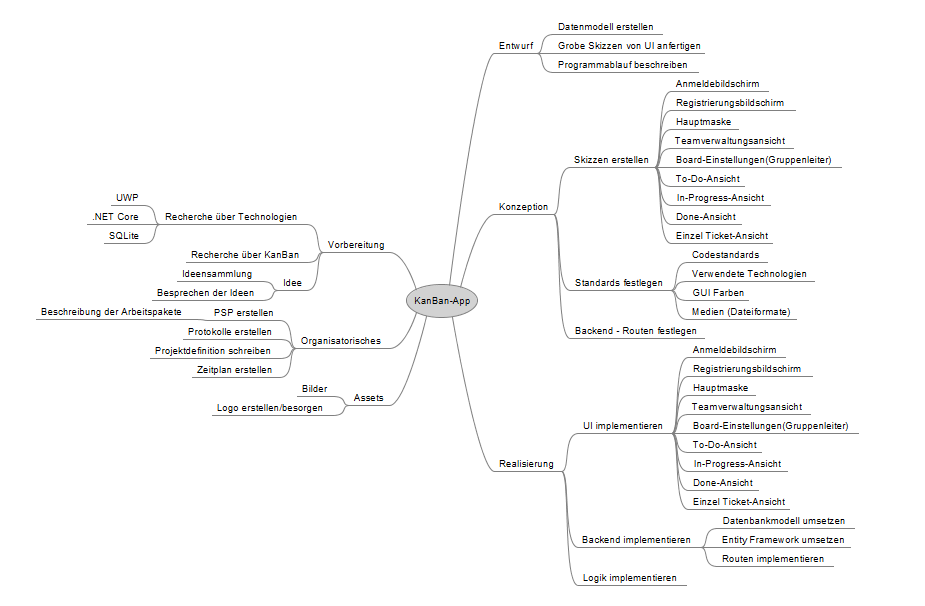 KanBan-App
Entwurf
Datenmodell erstellen
Grobe Skizzen von UI anfertigen
Programmablauf beschreiben
Konzeption
Skizzen erstellen
Anmeldebildschirm
Registrierungsbildschirm
Hauptmaske
Teamverwaltungsansicht
Board-Einstellungen(Gruppenleiter)
To-Do-Ansicht
In-Progress-Ansicht
Done-Ansicht
Einzel Ticket-Ansicht
Standards festlegen
Codestandards
Verwendete Technologien
GUI Farben
Medien (Dateiformate)
Backend - Routen festlegen
Realisierung
UI implementieren
Anmeldebildschirm
Registrierungsbildschirm
Hauptmaske
Teamverwaltungsansicht
Board-Einstellungen(Gruppenleiter)
To-Do-Ansicht
In-Progress-Ansicht
Done-Ansicht
Einzel Ticket-Ansicht
Backend implementieren
Datenbankmodell umsetzen
Entity Framework umsetzen
Routen implementieren
Logik implementieren
Vorbereitung
Recherche über Technologien
UWP
.NET Core
SQLite
Recherche über KanBan
Idee
Ideensammlung
Besprechen der Ideen
Organisatorisches
PSP erstellen
Beschreibung der Arbeitspakete
Protokolle erstellen
Projektdefinition schreiben
Zeitplan erstellen
Assets
Bilder
Logo erstellen/besorgen